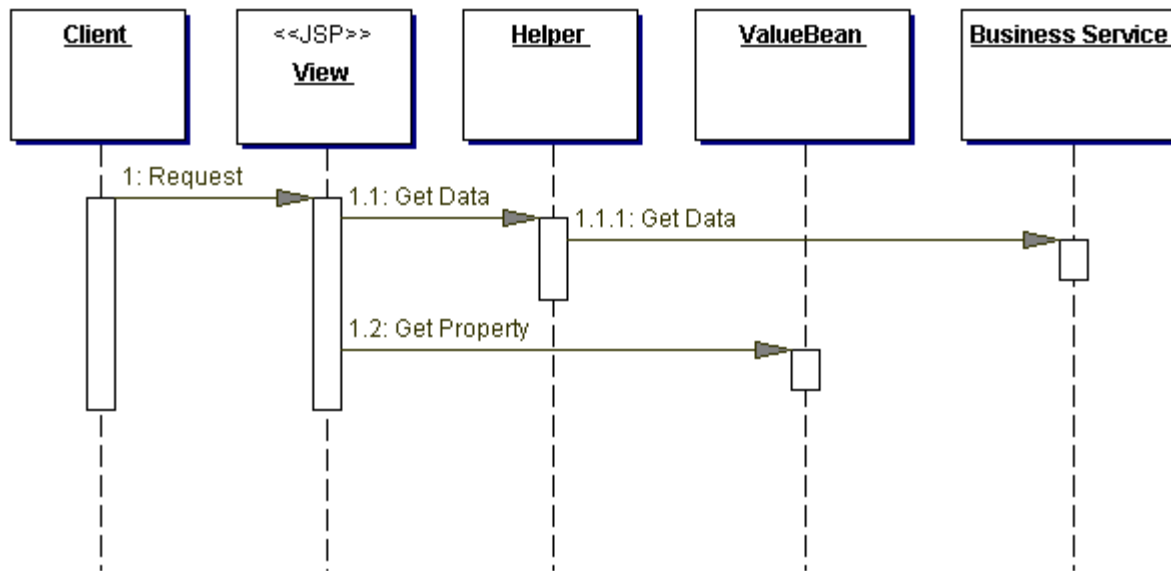 Client
<<JSP>>
View
Helper
ValueBean
Business Service
1: Request
1.1: Get Data
1.1.1: Get Data
1.2: Get Property